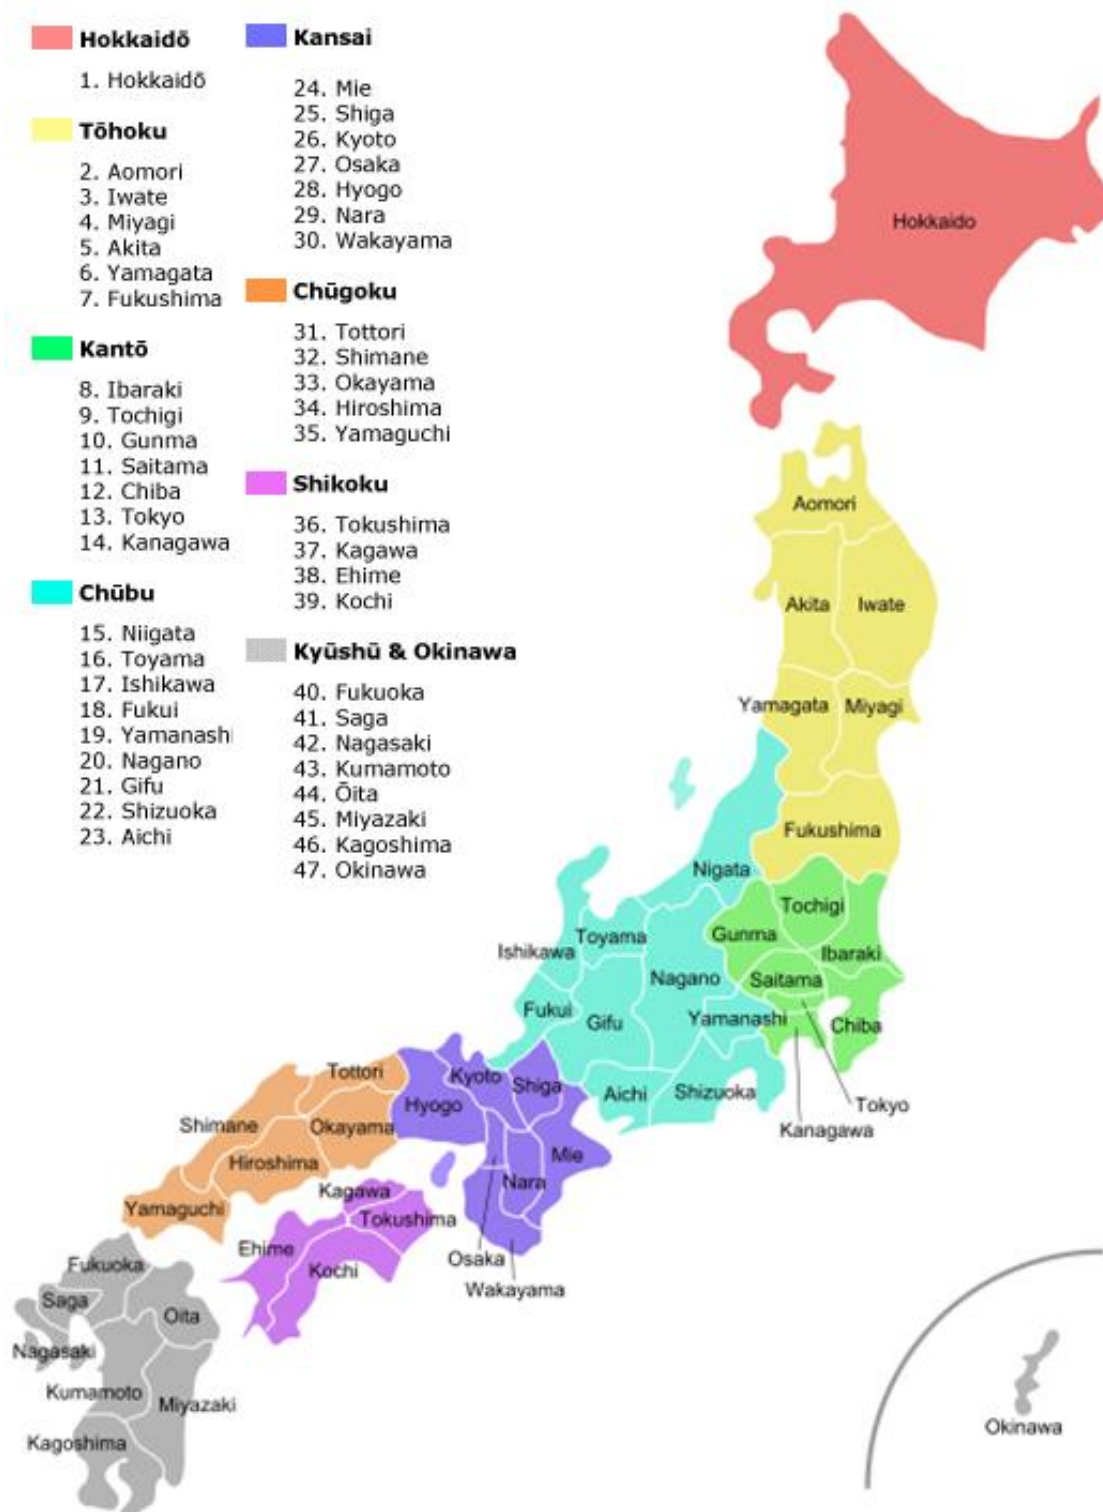 Hokkaidō
1. Hokkaidō
Tōhoku
2. Aomori
3. Iwate
4. Miyagi
5. Akita
6. Yamagata
7. Fukushima
Kantō
8. Ibaraki
9. Tochigi
10. Gunma
11. Saitama
12. Chiba
13. Tokyo
14. Kanagawa
Chūbu
15. Niigata
16. Toyama
17. Ishikawa
18. Fukui
19. Yamanashi
20. Nagano
21. Gifu
22. Shizuoka
23. Aichi
Kansai
24. Mie
25. Shiga
26. Kyoto
27. Osaka
28. Hyogo
29. Nara
30. Wakayama
Chūgoku
31. Tottori
32. Shimane
33. Okayama
34. Hiroshima
35. Yamaguchi
Shikoku
36. Tokushima
37. Kagawa
38. Ehime
39. Kochi
Kyūshū & Okinawa
40. Fukuoka
41. Saga
42. Nagasaki
43. Kumamoto
44. Ōita
45. Miyazaki
46. Kagoshima
47. Okinawa
Hokkaido
Aomori
Akita
Iwate
Yamagata
Miyagi
Fukushima
Nigata
Tochigi
Gunma
Ibaraki
Toyama
Ishikawa
Nagano
Saitama
Fukui
Gifu
Yamanashi
Chiba
Aichi
Shizuoka
Tokyo
Kanagawa
Tottori
Kyoto
Shiga
Hyogo
Shimane
Okayama
Hiroshima
Mie
Nara
Kagawa
Yamaguchi
Tokushima
Ehime
Kochi
Osaka
Wakayama
Fukuoka
Saga
Oita
Nagasaki
Kumamoto
Miyazaki
Kagoshima
Okinawa